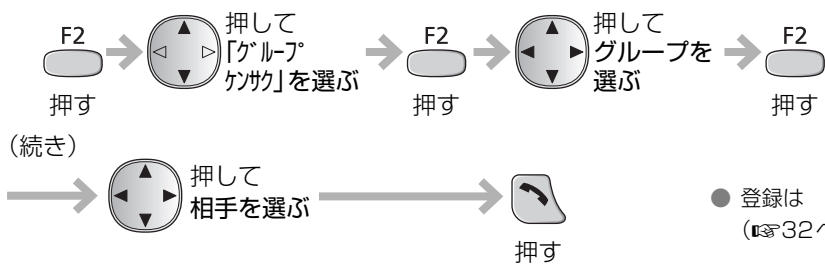 F2
押す
押して
「ｸﾞﾙｰﾌﾟ
ｹﾝｻｸ」を選ぶ
F2
押す
押して
グループを
選ぶ
F2
押す
(続き)
押して
相手を選ぶ
押す
● 登録は
(☞32